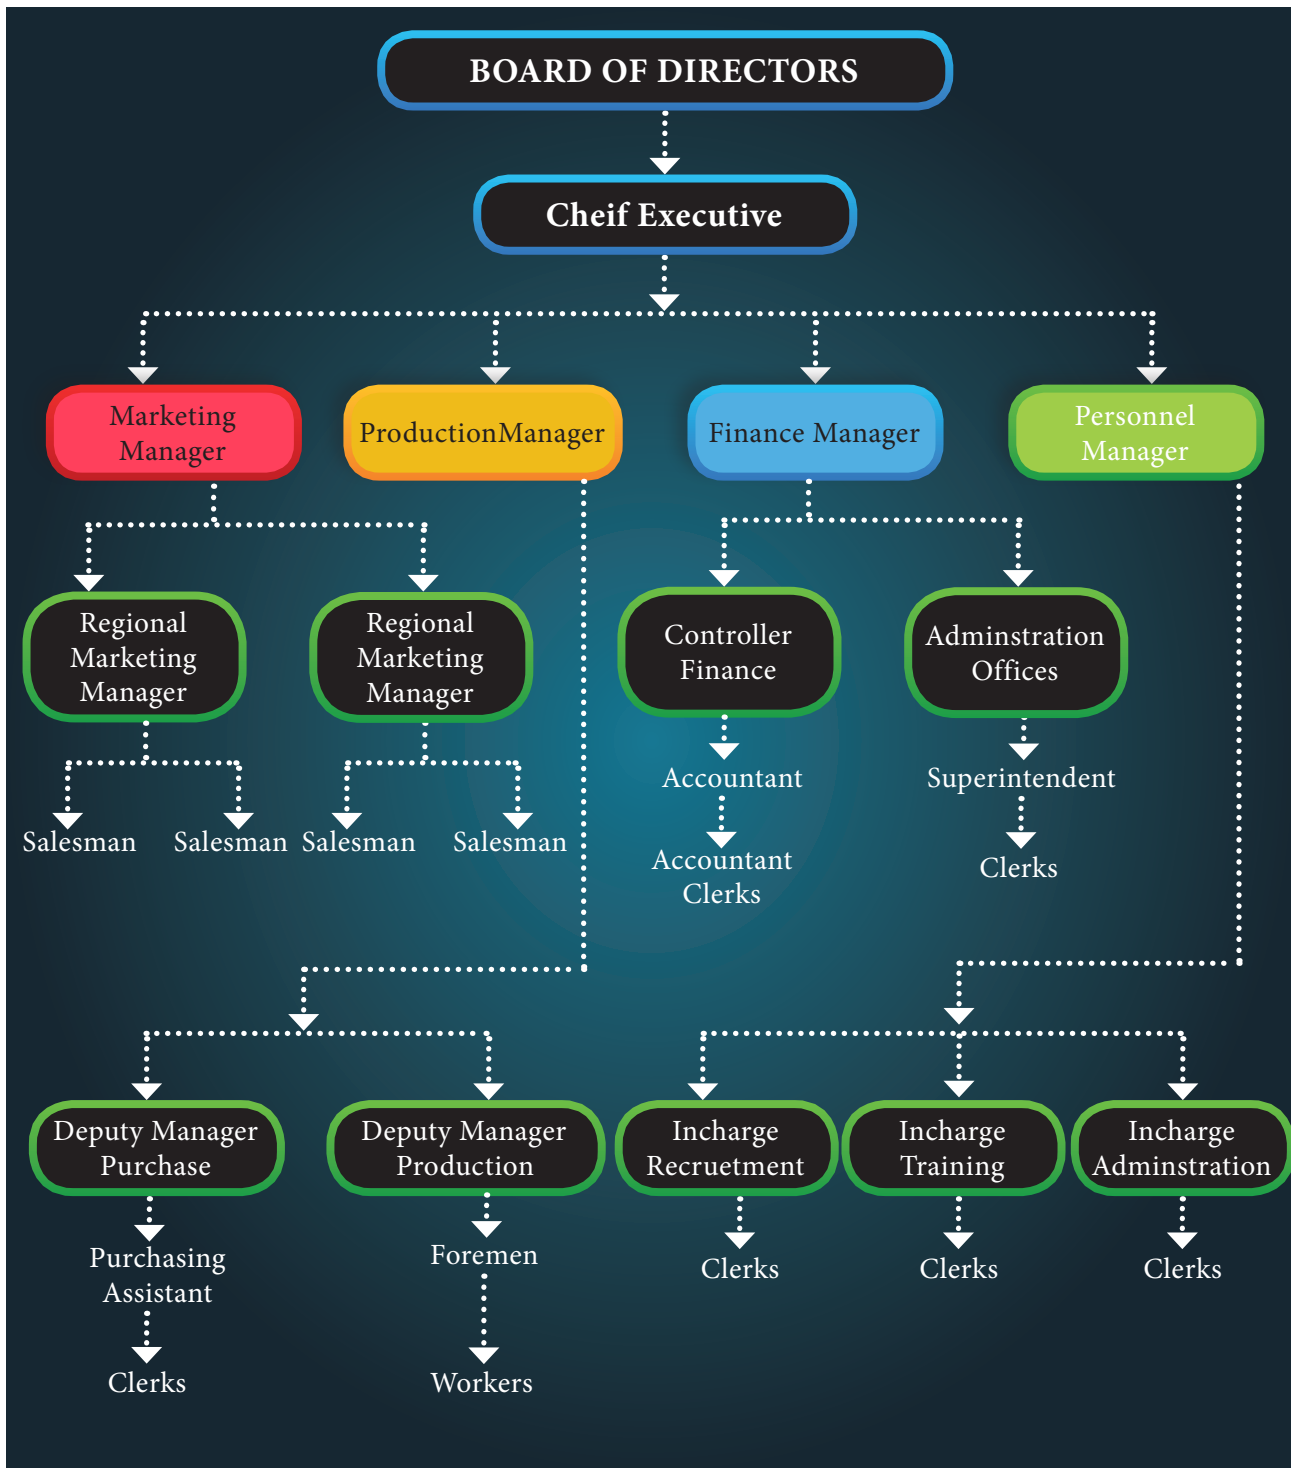 BOARD OF DIRECTORS
Cheif Executive
Marketing
Manager
ProductionManager
Finance Manager
Personnel
Manager
Regional
Marketing
Manager
Regional
Marketing
Manager
Controller
Finance
Adminstration
Offices
Salesman
Salesman
Salesman
Salesman
Accountant
Accountant
Clerks
Superintendent
Clerks
Deputy Manager
Purchase
Deputy Manager
Production
Incharge
Recruetment
Incharge
Training
Incharge
Adminstration
Purchasing
Assistant
Clerks
Foremen
Workers
Clerks
Clerks
Clerks